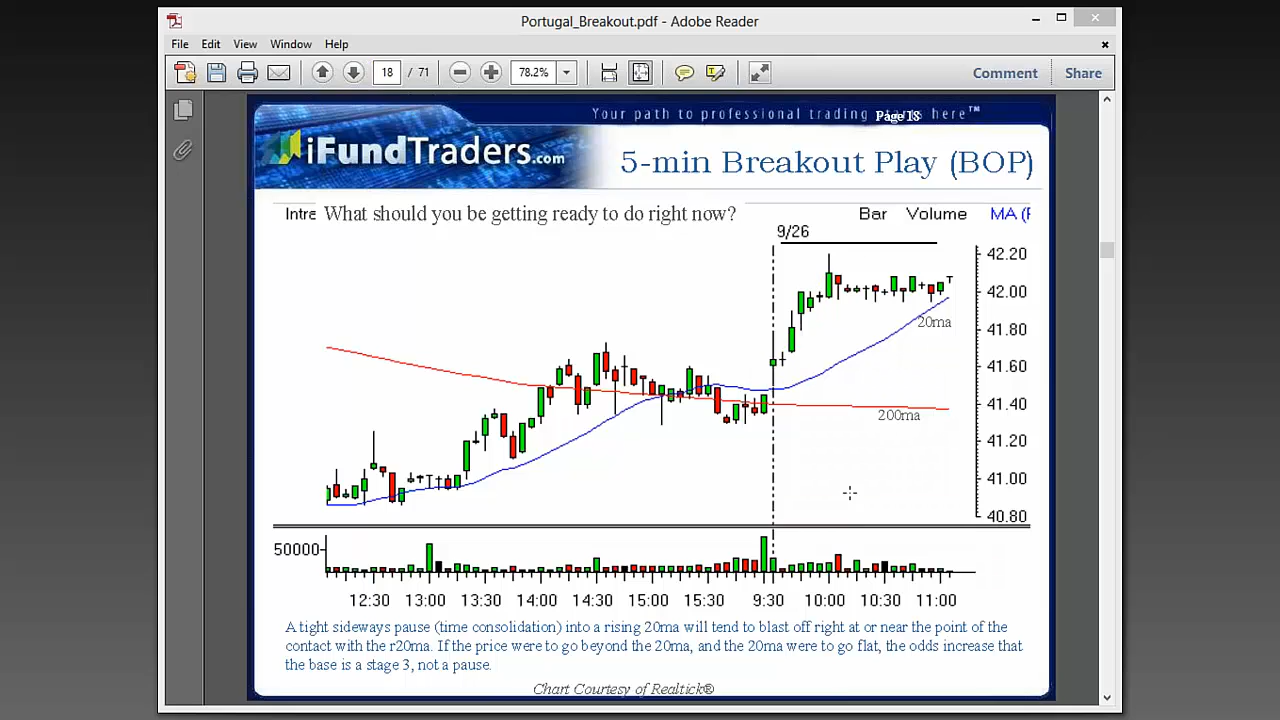 Portugal_Breakout.pdf - Adobe Reader
File Edit View Window Help
18 / 71 78.2% Comment Share
Your path to professional trading starts here™
Page 18
iFundTraders.com
5-min Breakout Play (BOP)
Intra What should you be getting ready to do right now? Bar Volume MA (P
9/26
42.20
42.00
20ma
41.80
41.60
41.40
200ma
41.20
41.00
40.80
50000
12:30 13:00 13:30 14:00 14:30 15:00 15:30 9:30 10:00 10:30 11:00
A tight sideways pause (time consolidation) into a rising 20ma will tend to blast off right at or near the point of the
contact with the r20ma. If the price were to go beyond the 20ma, and the 20ma were to go flat, the odds increase that
the base is a stage 3, not a pause.
Chart Courtesy of Realtick®